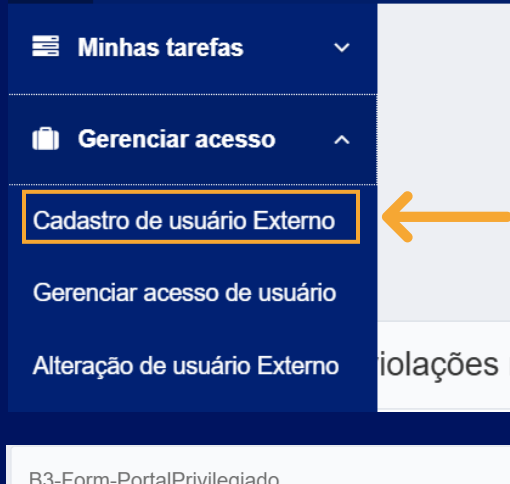 Minhas tarefas
Gerenciar acesso
Cadastro de usuário Externo
Gerenciar acesso de usuário
Alteração de usuário Externo
iolações
B3-Form-PortalPrivilegiado